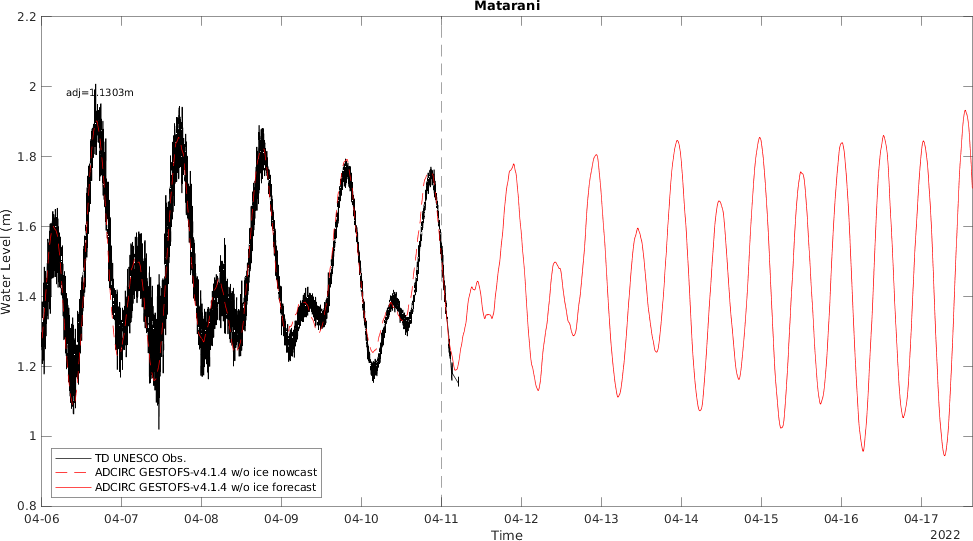 Matarani
2.2
2
1.8
1.6
1.4
1.2
1
0.8
Water Level (m)
adj=1.1303m
TD UNESCO Obs.
ADCIRC GESTOFS-v4.1.4 w/o ice nowcast
ADCIRC GESTOFS-v4.1.4 w/o ice forecast
04-06 04-07 04-08 04-09 04-10 04-11 04-12 04-13 04-14 04-15 04-16 04-17
2022
Time